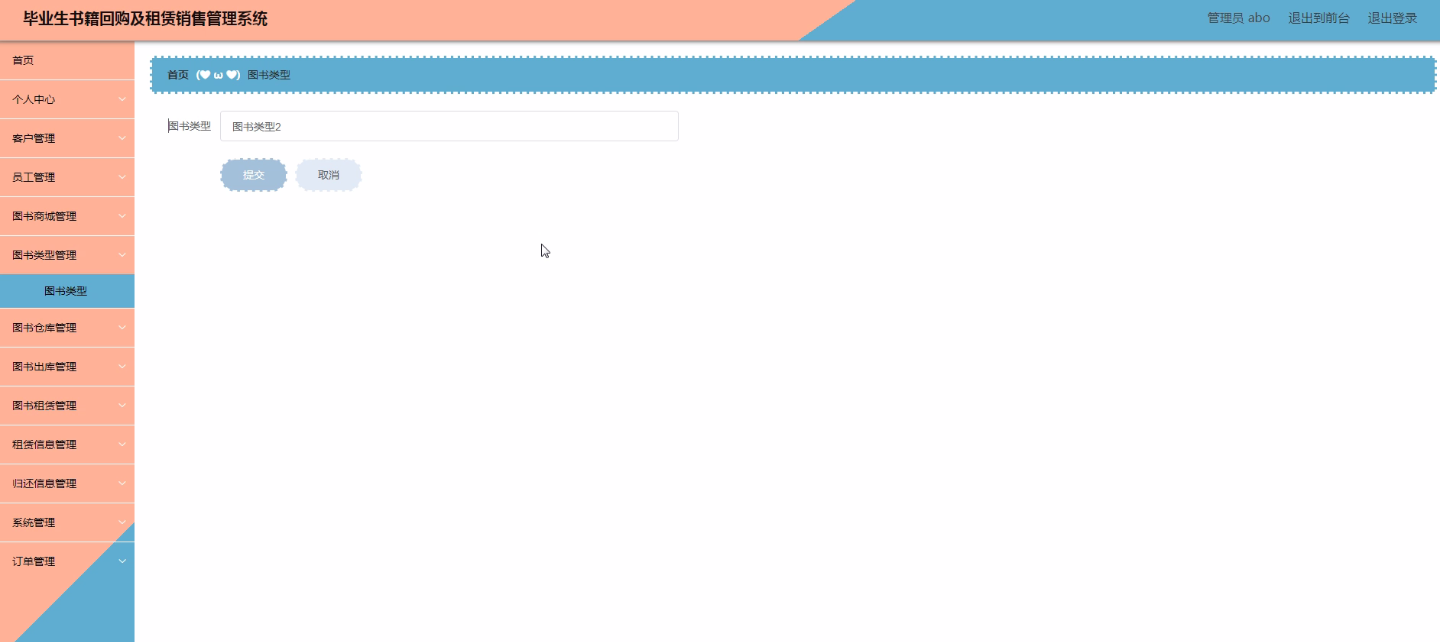 毕业生书籍回购及租赁销售管理系统
管理员 abo 退出到前台 退出登录
首页
个人中心
客户管理
员工管理
图书商城管理
图书类型管理
图书类型
图书仓库管理
图书出库管理
图书租赁管理
租赁信息管理
归还信息管理
系统管理
订单管理
首页 (♥ω♥) 图书类型
图书类型 图书类型2
提交 取消